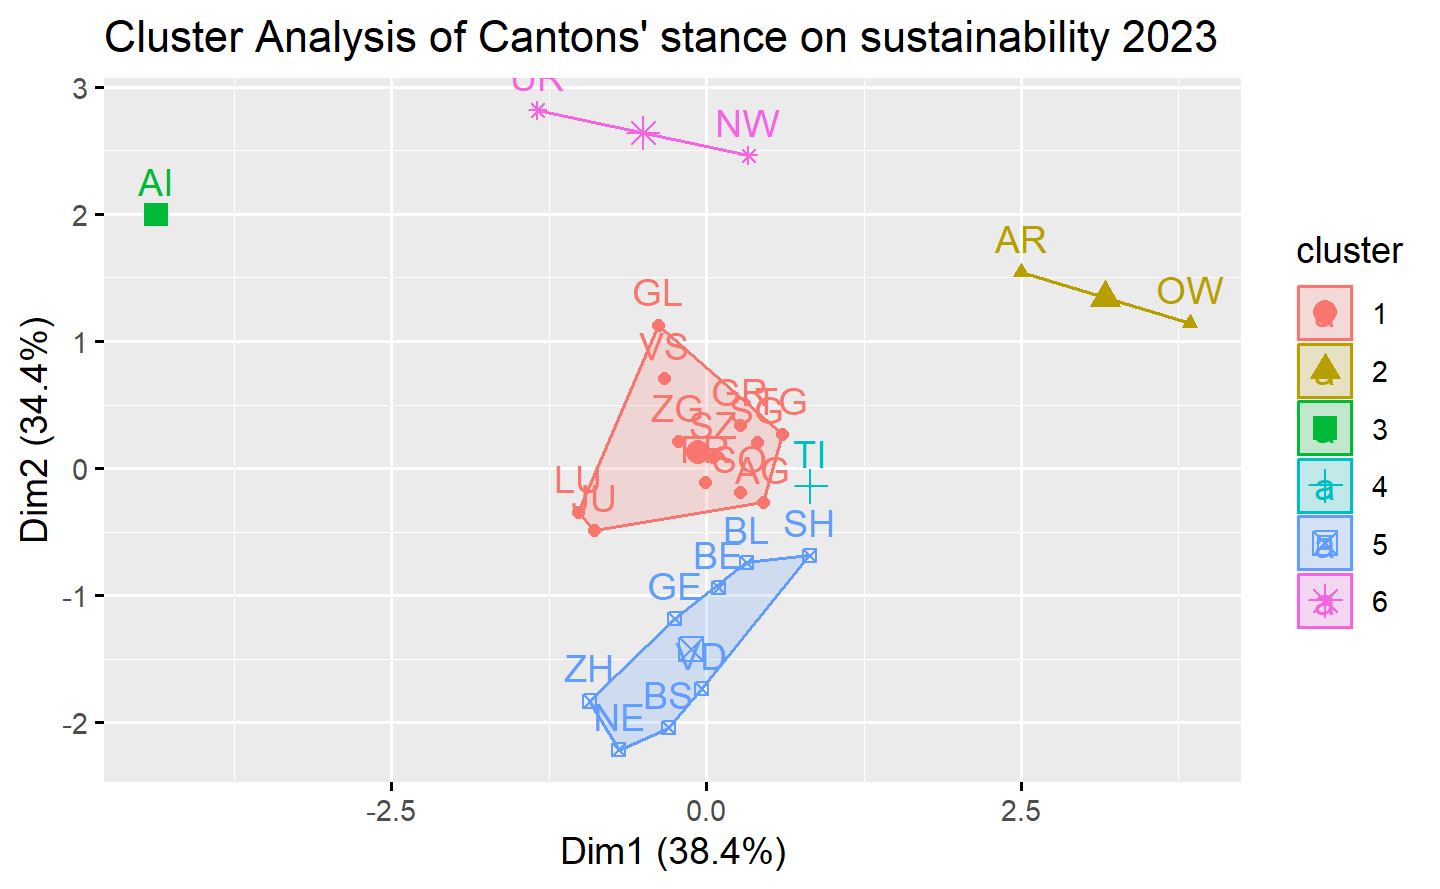 Cluster Analysis of Cantons' stance on sustainability 2023
3
UR
NW
AI
2
AR
OW
cluster
GL
1
VS
GR
TG
ZG
SG
SZ
FR
TI
SO
AG
0
LU
JU
SH
BL
BE
GE
-1
VD
ZH
BS
NE
-2
Dim2 (34.4%)
-2.5
0.0
2.5
Dim1 (38.4%)
a 1
a 2
a 3
a 4
a 5
a 6